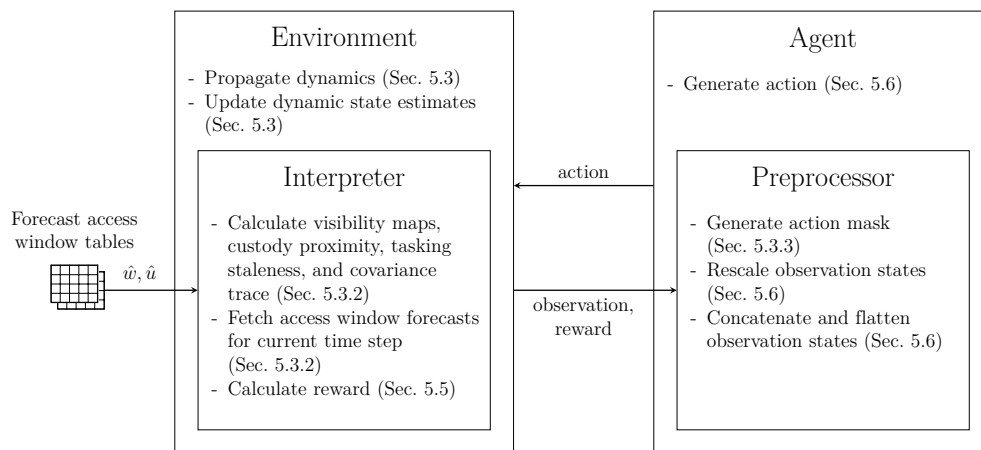 Environment
- Propagate dynamics (Sec. 5.3)
- Update dynamic state estimates
(Sec. 5.3)
Interpreter
- Calculate visibility maps,
custody proximity, tasking
staleness, and covariance
trace (Sec. 5.3.2)
- Fetch access window forecasts
for current time step
(Sec. 5.3.2)
- Calculate reward (Sec. 5.5)
Forecast access
window tables
ŵ, û
action
observation,
reward
Agent
- Generate action (Sec. 5.6)
Preprocessor
- Generate action mask
(Sec. 5.3.3)
- Rescale observation states
(Sec. 5.6)
- Concatenate and flatten
observation states (Sec. 5.6)